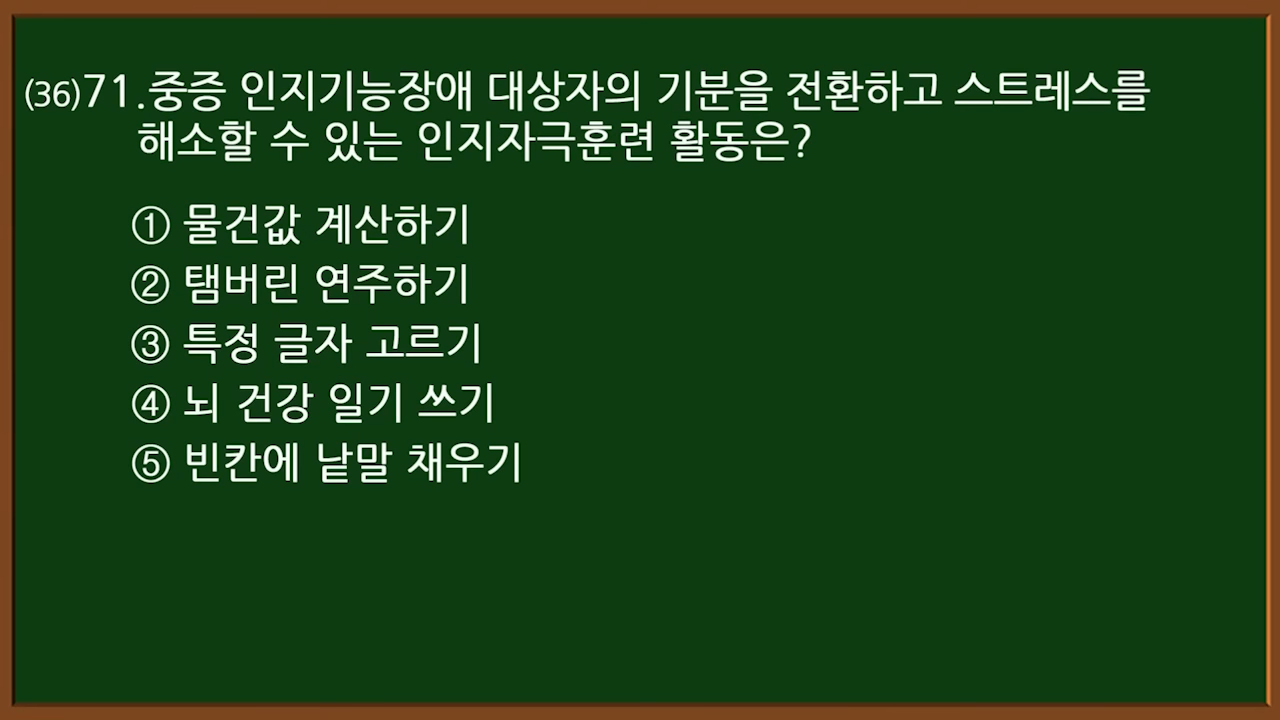 (36)71.중증 인지기능장애 대상자의 기분을 전환하고 스트레스를
해소할 수 있는 인지자극훈련 활동은?
① 물건값 계산하기
② 탬버린 연주하기
③ 특정 글자 고르기
④ 뇌 건강 일기 쓰기
⑤ 빈칸에 낱말 채우기